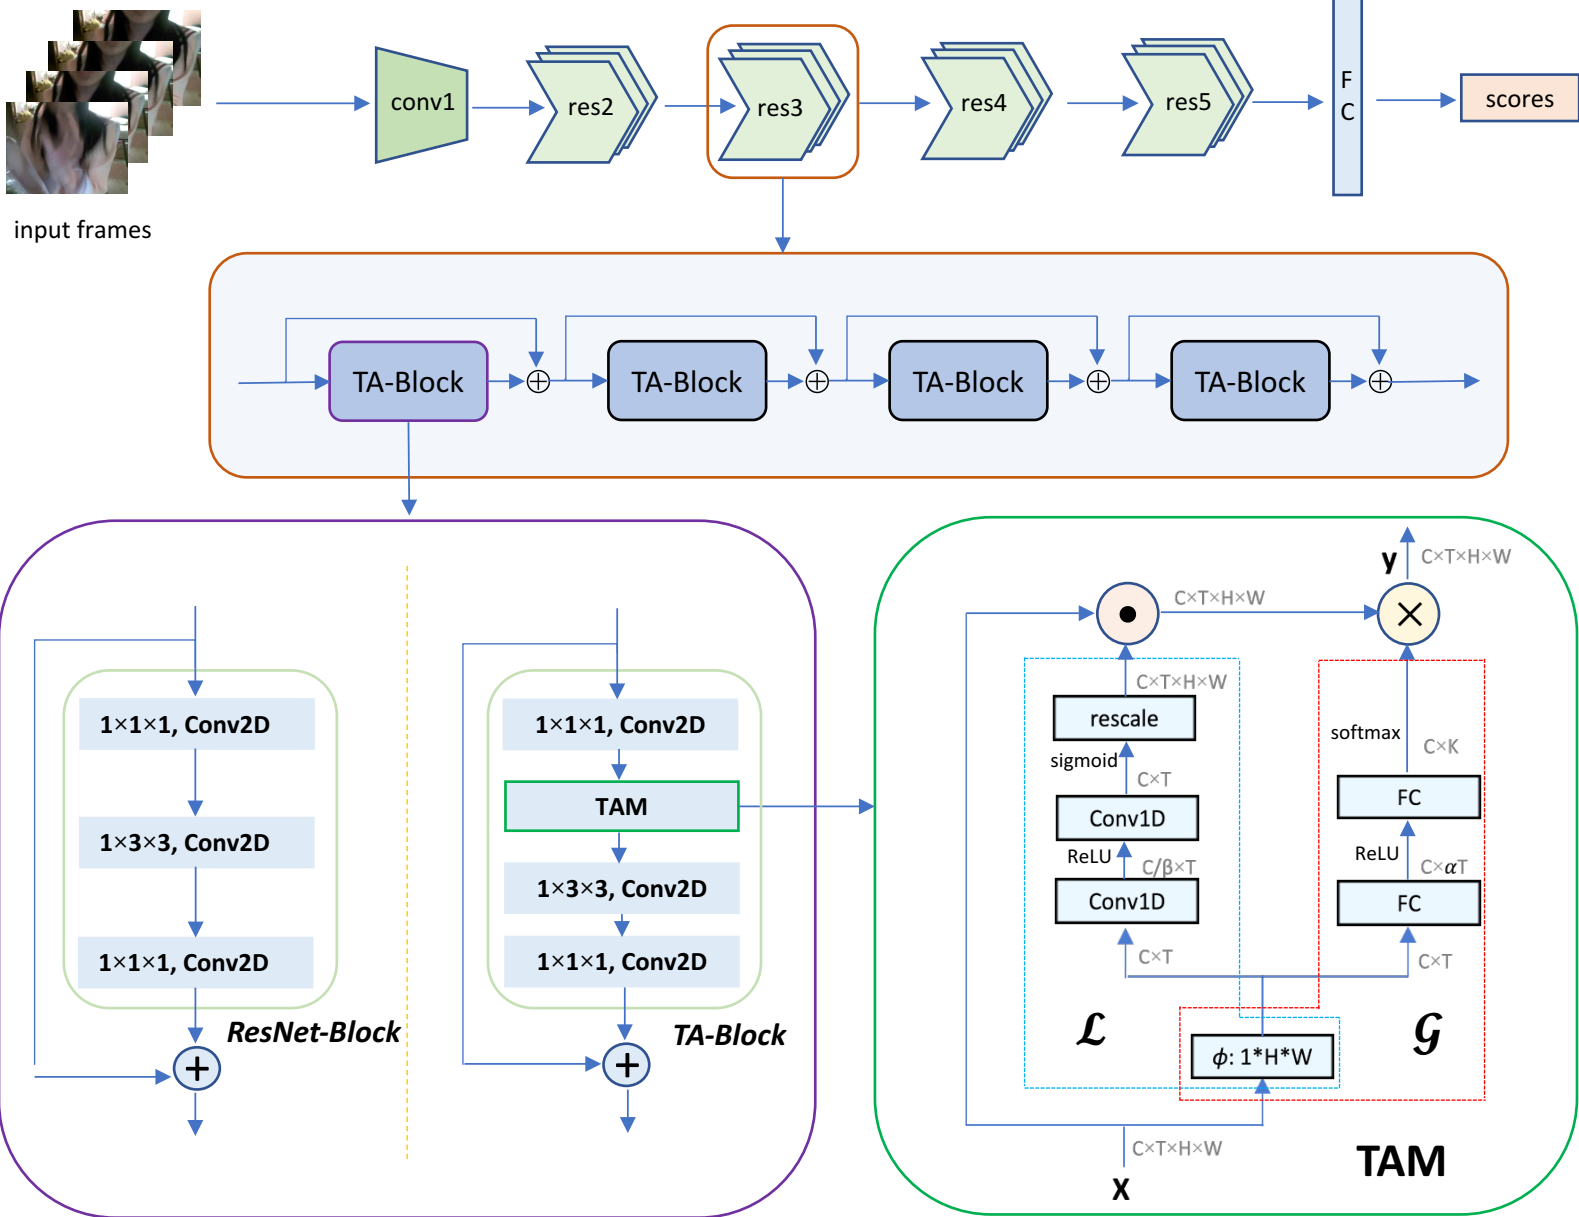 input frames
conv1
res2
res3
res4
res5
F
C
scores
TA-Block
TA-Block
TA-Block
TA-Block
1×1×1, Conv2D
1×3×3, Conv2D
1×1×1, Conv2D
ResNet-Block
1×1×1, Conv2D
TAM
1×3×3, Conv2D
1×1×1, Conv2D
TA-Block
y
C×T×H×W
C×T×H×W
C×T×H×W
rescale
sigmoid
C×T
Conv1D
ReLU
C/β×T
Conv1D
C×T
softmax
C×K
FC
ReLU
C×αT
FC
C×T
ℒ
𝒢
ϕ: 1*H*W
C×T×H×W
X
TAM